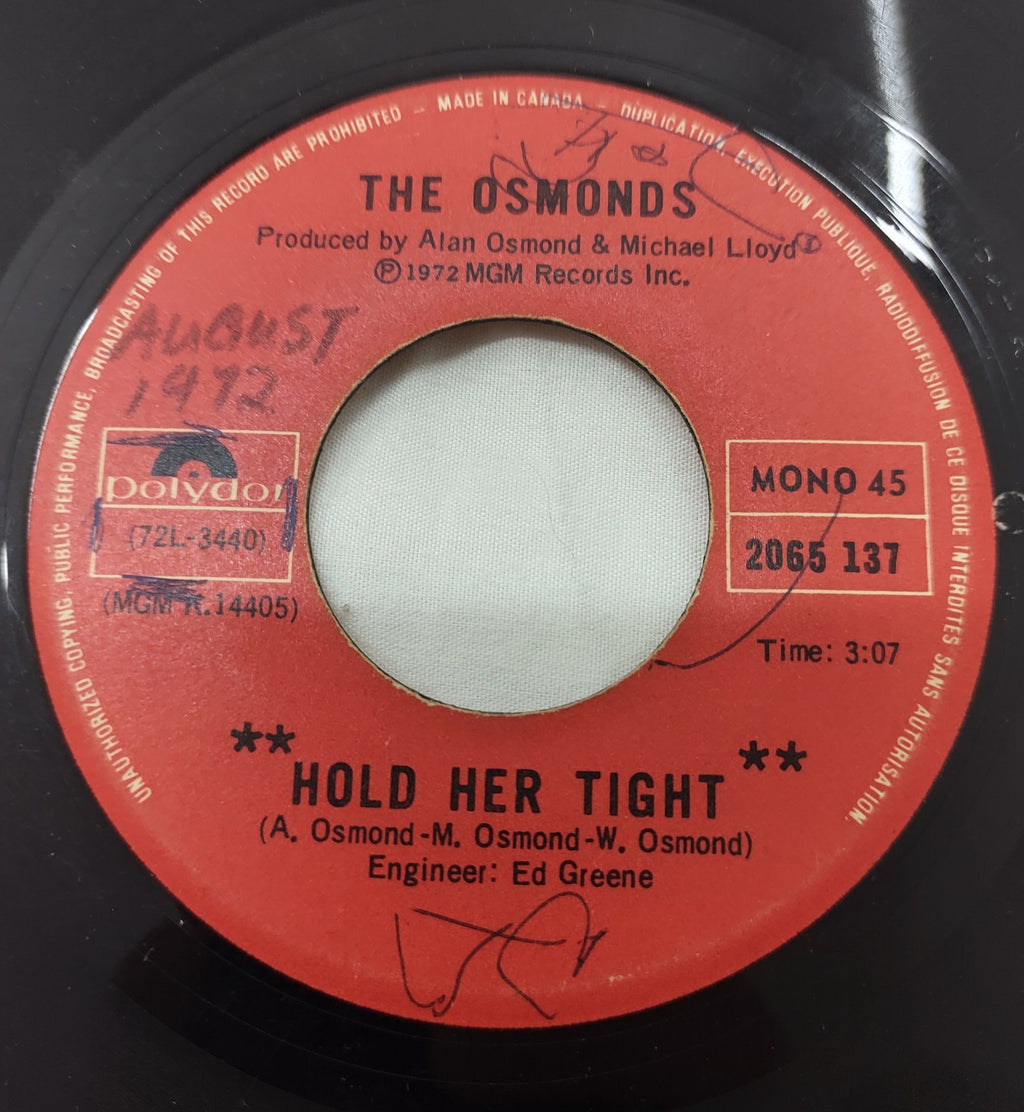 UNAUTHORIZED COPYING, PUBLIC PERFORMANCE, BROADCASTING OF THIS RECORD ARE PROHIBITED – MADE IN CANADA – DUPLICATION, EXECUTION PUBLIQUE, RADIODIFFUSION DE CE DISQUE INTERDITES SANS AUTORISATION.
THE OSMONDS
Produced by Alan Osmond & Michael Lloyd
℗ 1972 MGM Records Inc.
AUGUST
1972
polydor
(72L-3440)
(MGM K.14405)
MONO 45
2065 137
Time: 3:07
** HOLD HER TIGHT **
(A. Osmond-M. Osmond-W. Osmond)
Engineer: Ed Greene